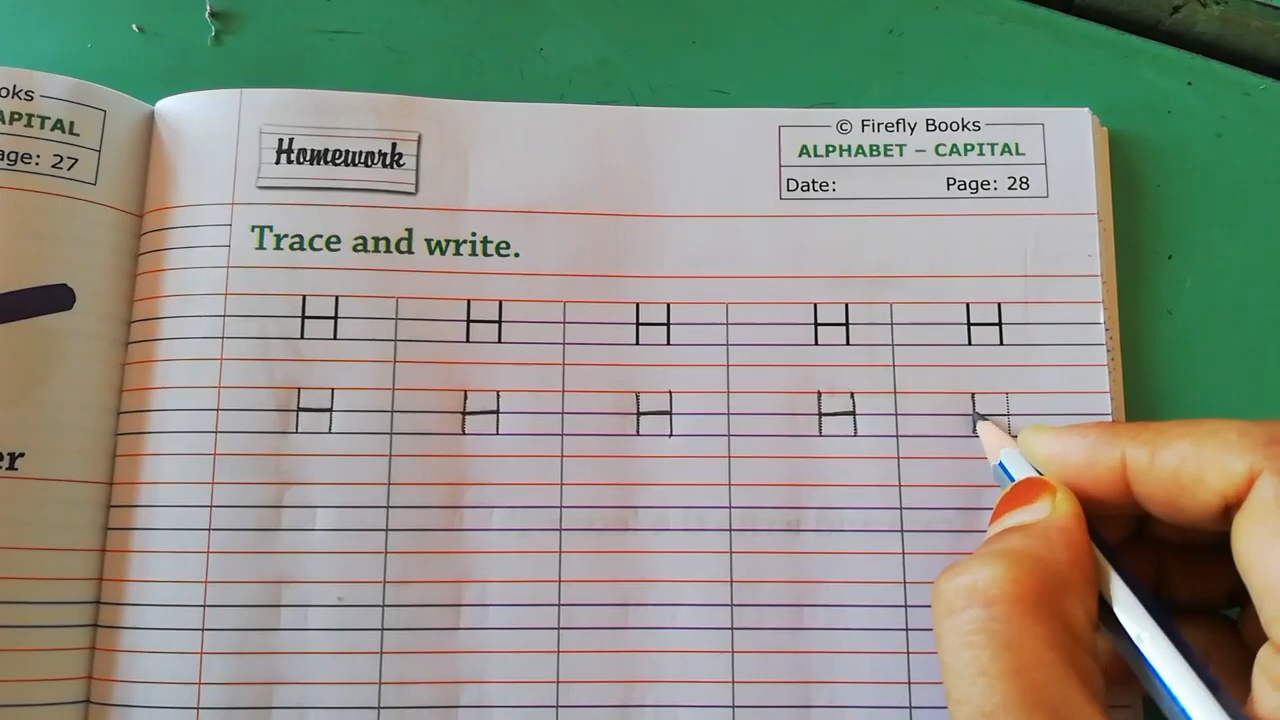 oks
APITAL
age: 27
er
Homework
© Firefly Books
ALPHABET – CAPITAL
Date: Page: 28
Trace and write.
H H H H H
H H H H H